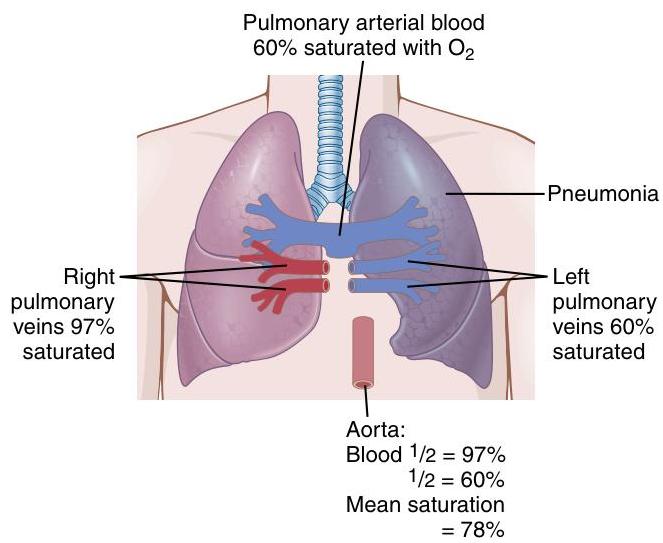 Pulmonary arterial blood
60% saturated with O₂
Pneumonia
Right
pulmonary
veins 97%
saturated
Left
pulmonary
veins 60%
saturated
Aorta:
Blood 1/2 = 97%
1/2 = 60%
Mean saturation
= 78%